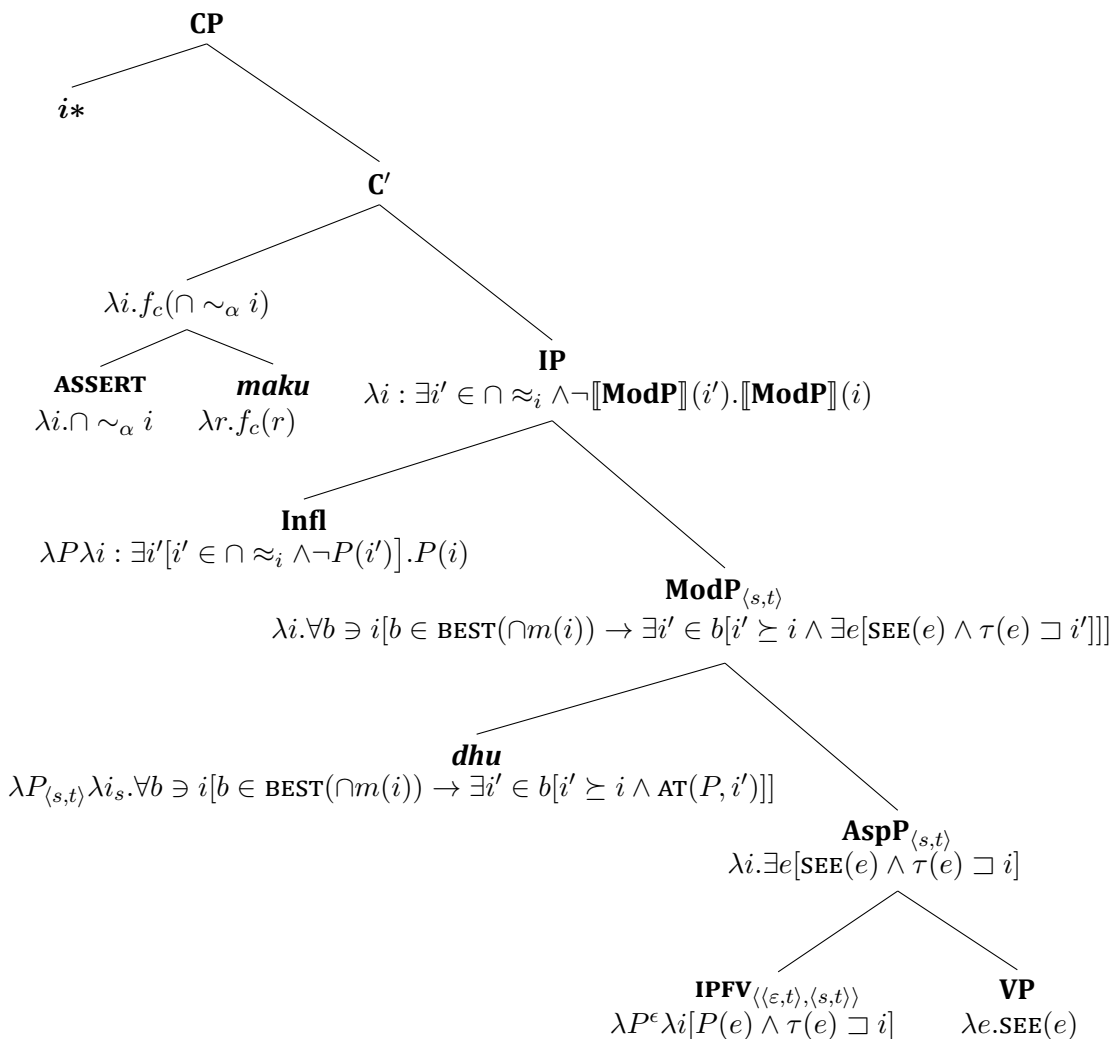 CP
i*
C′
λi.f_c(∩ ∼_α i)
IP
ASSERT maku λi : ∃i′ ∈ ∩ ≈_i ∧¬⟦ModP⟧(i′).⟦ModP⟧(i)
λi.∩ ∼_α i λr.f_c(r)
Infl
λPλi : ∃i′[i′ ∈ ∩ ≈_i ∧¬P(i′)].P(i)
ModP_⟨s,t⟩
λi.∀b ∋ i[b ∈ BEST(∩m(i)) → ∃i′ ∈ b[i′ ⪰ i ∧ ∃e[SEE(e) ∧ τ(e) ⊐ i′]]]
dhu
λP_⟨s,t⟩λi_s.∀b ∋ i[b ∈ BEST(∩m(i)) → ∃i′ ∈ b[i′ ⪰ i ∧ AT(P, i′)]]
AspP_⟨s,t⟩
λi.∃e[SEE(e) ∧ τ(e) ⊐ i]
IPFV_⟨⟨ε,t⟩,⟨s,t⟩⟩ VP
λP^ϵλi[P(e) ∧ τ(e) ⊐ i] λe.SEE(e)